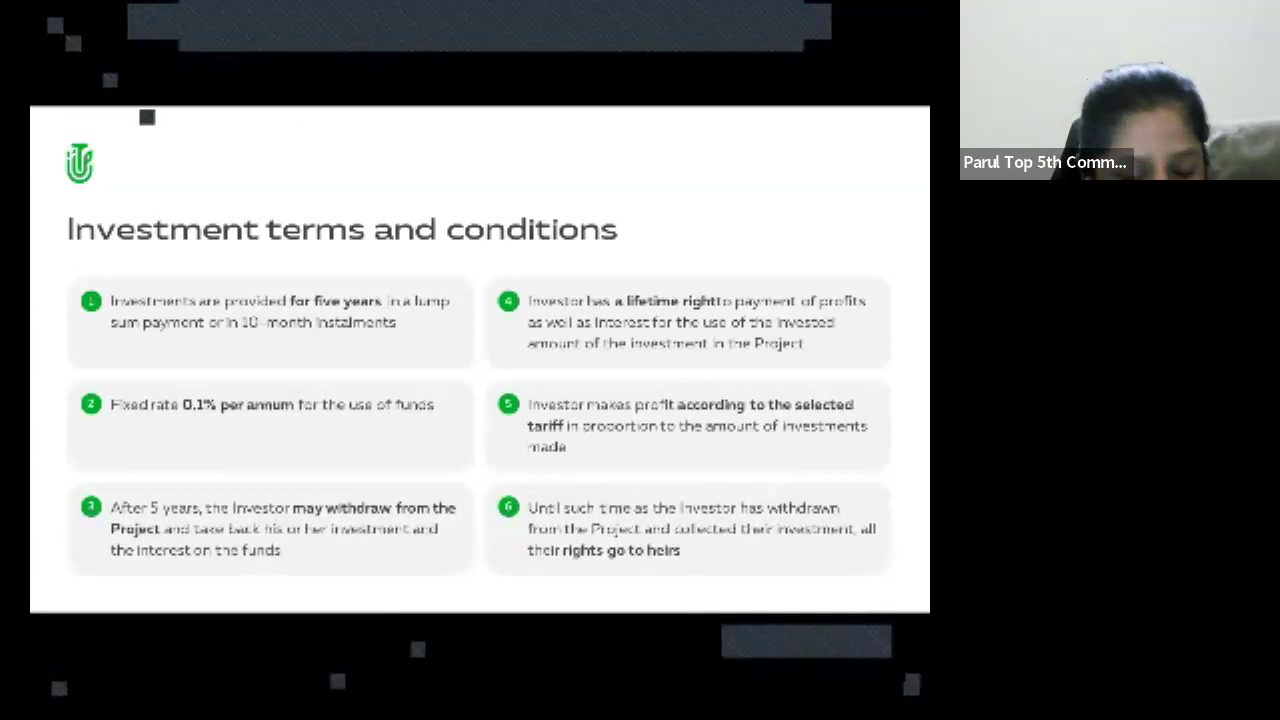 Investment terms and conditions
1
Investments are provided for five years in a lump
sum payment or in 10-month instalments
2
Fixed rate 0.1% per annum for the use of funds
3
After 5 years, the Investor may withdraw from the
Project and take back his or her investment and
the interest on the funds
4
Investor has a lifetime right to payment of profits
as well as interest for the use of the invested
amount of the investment in the Project
5
Investor makes profit according to the selected
tariff in proportion to the amount of investments
made
6
Until such time as the Investor has withdrawn
from the Project and collected their investment, all
their rights go to heirs
Parul Top 5th Comm...